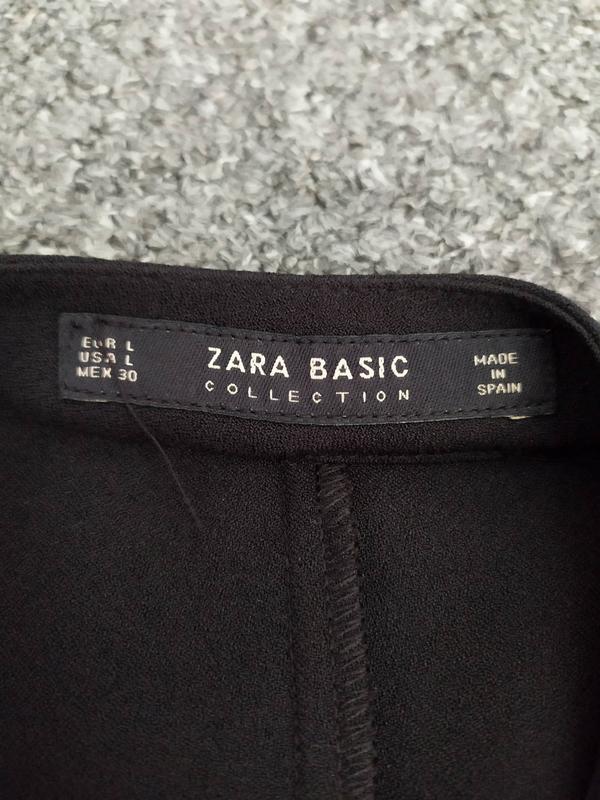 EUR L
USA L
MEX 30
ZARA BASIC
COLLECTION
MADE
IN
SPAIN